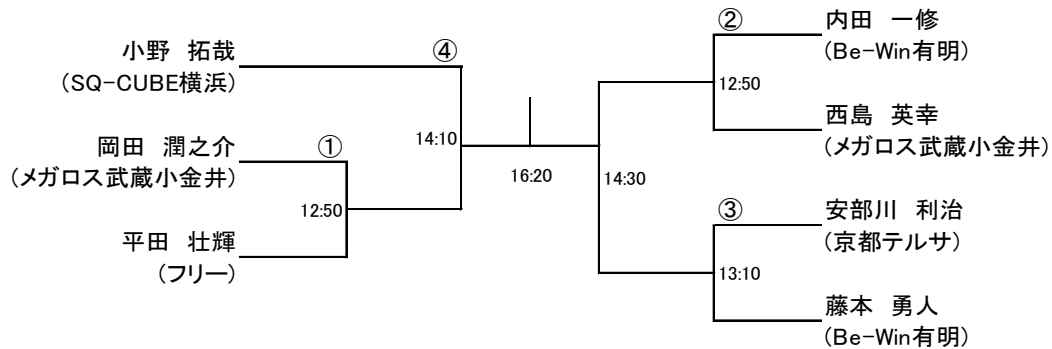 小野 拓哉
(SQ-CUBE横浜)
④
14:10
岡田 潤之介
(メガロス武蔵小金井)
①
12:50
平田 壮輝
(フリー)
16:20
②
内田 一修
(Be-Win有明)
12:50
西島 英幸
(メガロス武蔵小金井)
14:30
③
安部川 利治
(京都テルサ)
13:10
藤本 勇人
(Be-Win有明)